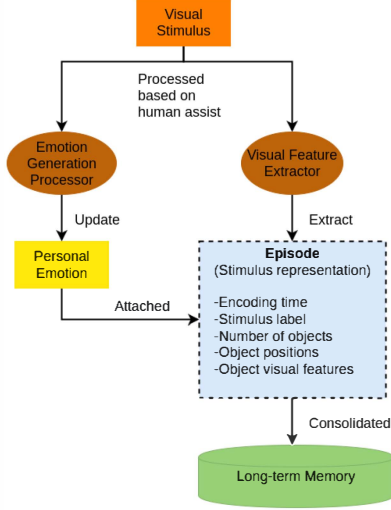 Visual
Stimulus
Processed
based on
human assist
Emotion
Generation
Processor
Visual Feature
Extractor
Update
Extract
Personal
Emotion
Attached
Episode
(Stimulus representation)
-Encoding time
-Stimulus label
-Number of objects
-Object positions
-Object visual features
Consolidated
Long-term Memory